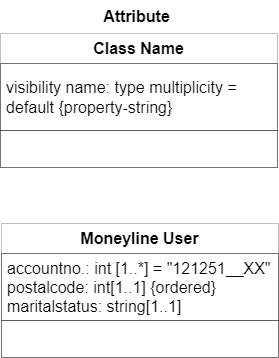 Attribute
Class Name
visibility name: type multiplicity =
default {property-string}
Moneyline User
accountno.: int [1..*] = "121251__XX"
postalcode: int[1..1] {ordered}
maritalstatus: string[1..1]